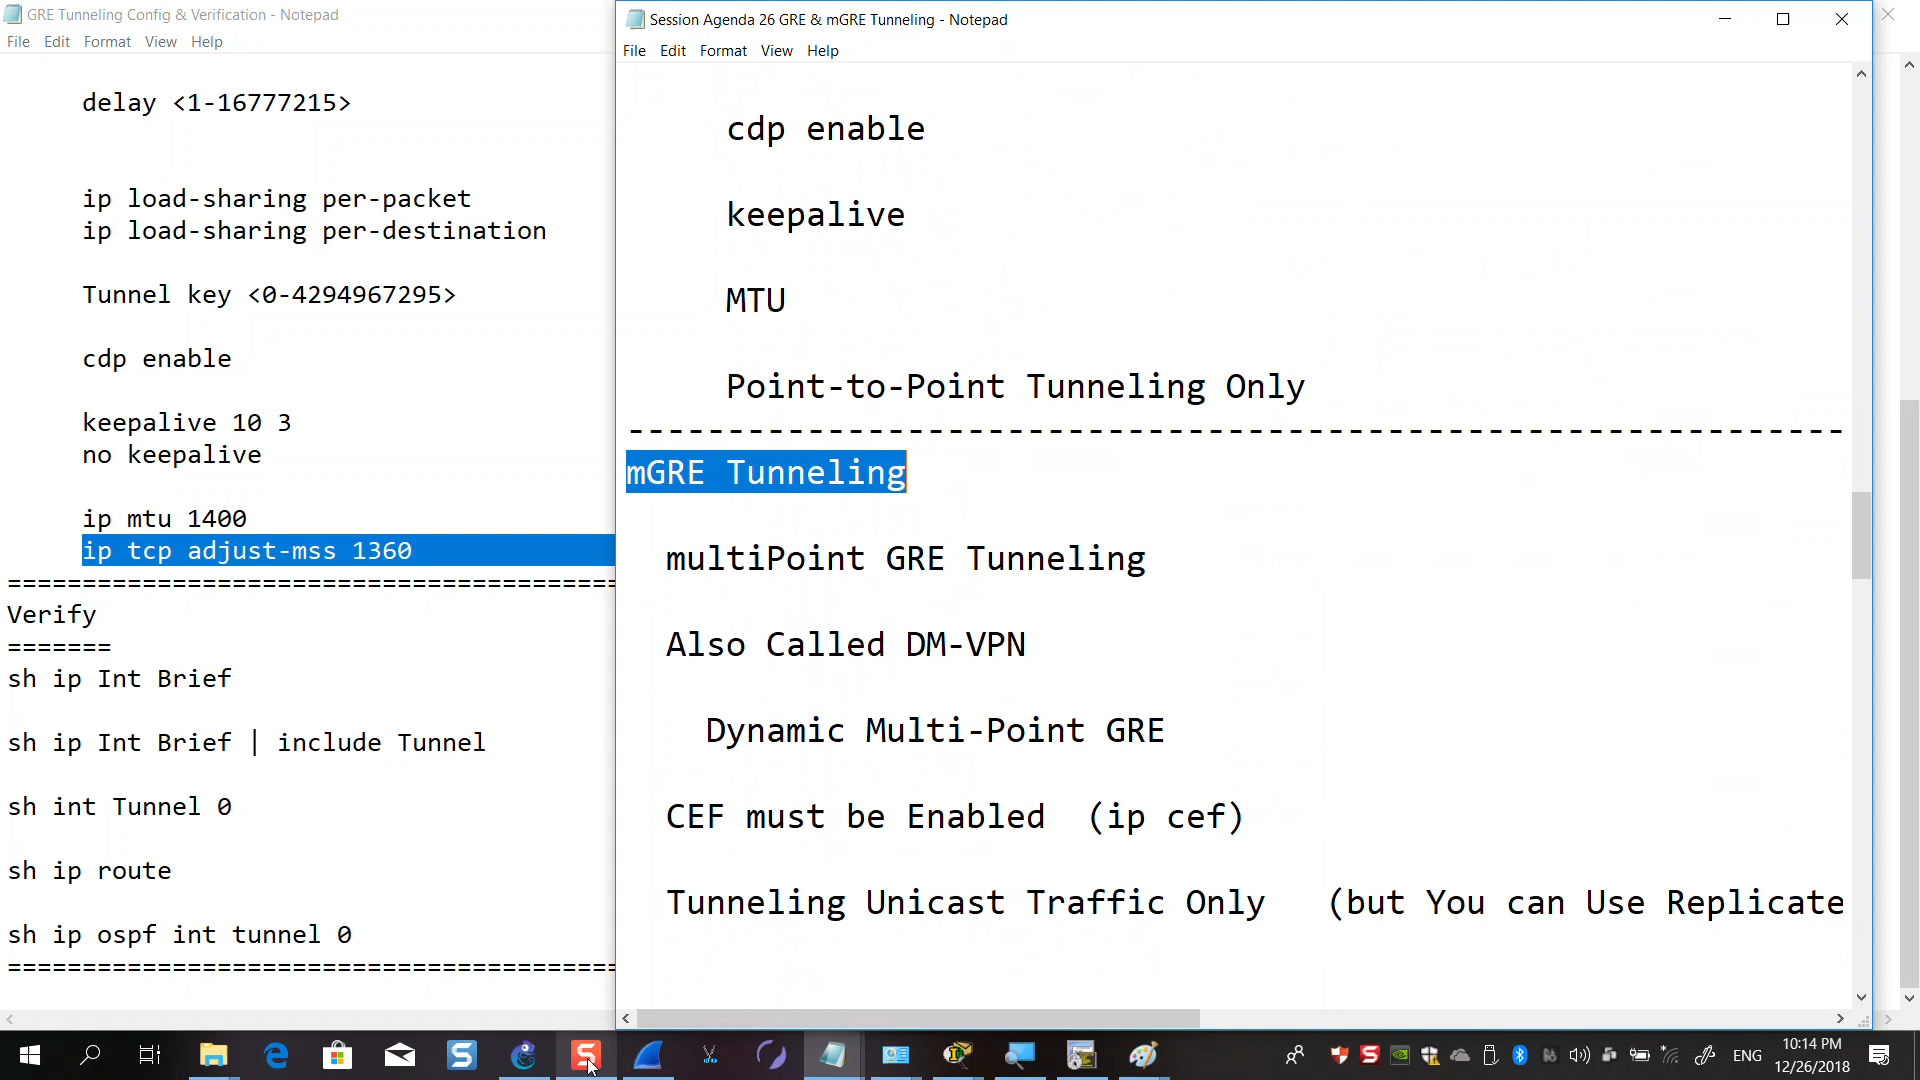 GRE Tunneling Config & Verification - Notepad
File Edit Format View Help
delay <1-16777215>
ip load-sharing per-packet
ip load-sharing per-destination
Tunnel key <0-4294967295>
cdp enable
keepalive 10 3
no keepalive
ip mtu 1400
ip tcp adjust-mss 1360
=========================================
Verify
=======
sh ip Int Brief
sh ip Int Brief | include Tunnel
sh int Tunnel 0
sh ip route
sh ip ospf int tunnel 0
=========================================
Session Agenda 26 GRE & mGRE Tunneling - Notepad
File Edit Format View Help
cdp enable
keepalive
MTU
Point-to-Point Tunneling Only
-------------------------------------------------------------
mGRE Tunneling
multiPoint GRE Tunneling
Also Called DM-VPN
Dynamic Multi-Point GRE
CEF must be Enabled (ip cef)
Tunneling Unicast Traffic Only (but You can Use Replicate
ENG
10:14 PM
12/26/2018